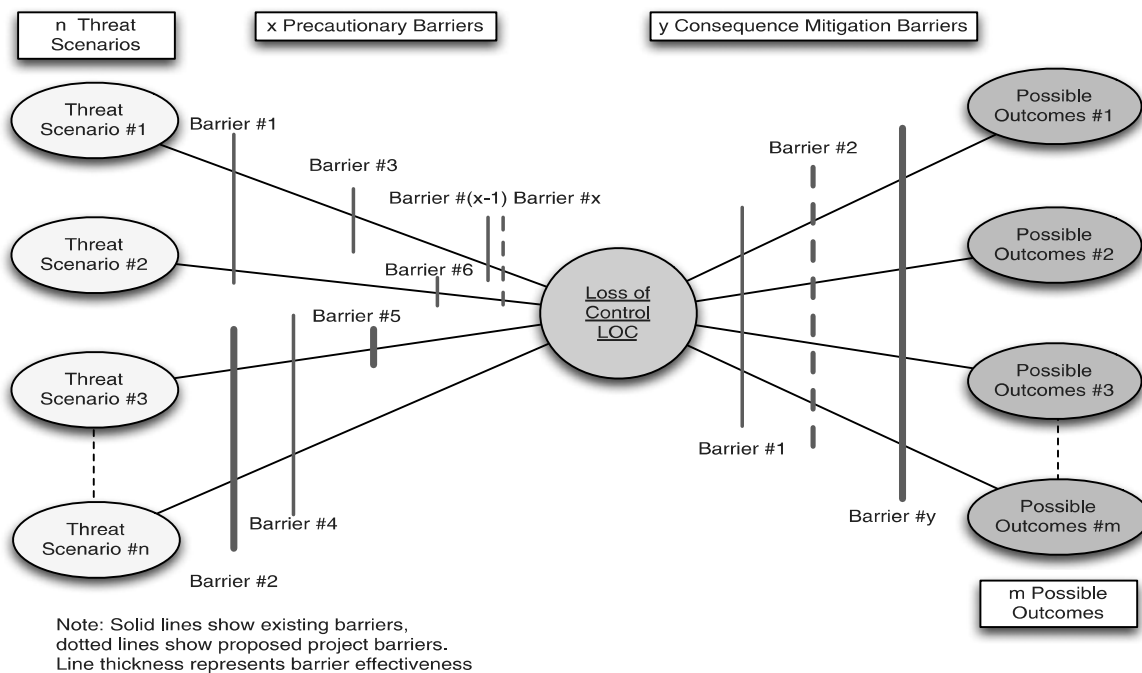 n Threat
Scenarios
x Precautionary Barriers
y Consequence Mitigation Barriers
Threat
Scenario #1
Barrier #1
Barrier #3
Barrier #(x-1) Barrier #x
Barrier #2
Possible
Outcomes #1
Threat
Scenario #2
Barrier #6
Barrier #5
Loss of
Control
LOC
Possible
Outcomes #2
Threat
Scenario #3
Barrier #1
Possible
Outcomes #3
Threat
Scenario #n
Barrier #4
Barrier #2
Barrier #y
Possible
Outcomes #m
m Possible
Outcomes
Note: Solid lines show existing barriers,
dotted lines show proposed project barriers.
Line thickness represents barrier effectiveness